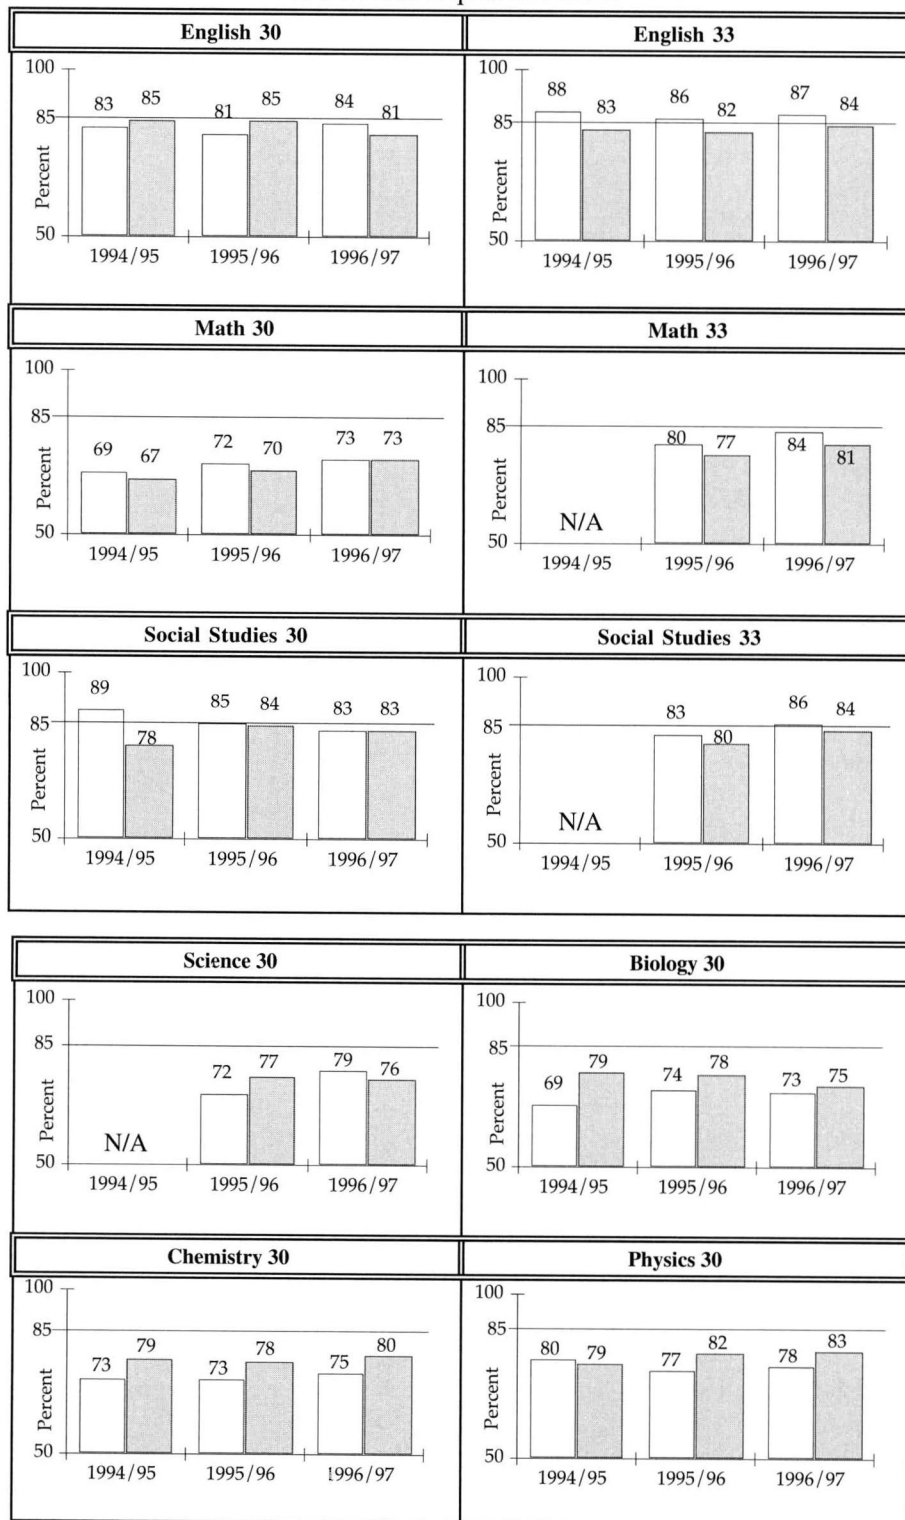 English 30
English 33
100
83 85 81 85 84 81
85
Percent
50
1994/95 1995/96 1996/97
100
88 83 86 82 87 84
85
Percent
50
1994/95 1995/96 1996/97
Math 30
Math 33
100
85
69 67 72 70 73 73
Percent
50
1994/95 1995/96 1996/97
100
85
80 77 84 81
Percent
N/A
50
1994/95 1995/96 1996/97
Social Studies 30
Social Studies 33
100
89 78 85 84 83 83
85
Percent
50
1994/95 1995/96 1996/97
100
83 80 86 84
85
Percent
N/A
50
1994/95 1995/96 1996/97
Science 30
Biology 30
100
85
72 77 79 76
Percent
N/A
50
1994/95 1995/96 1996/97
100
85
69 79 74 78 73 75
Percent
50
1994/95 1995/96 1996/97
Chemistry 30
Physics 30
100
85
73 79 73 78 75 80
Percent
50
1994/95 1995/96 1996/97
100
85
80 79 77 82 78 83
Percent
50
1994/95 1995/96 1996/97